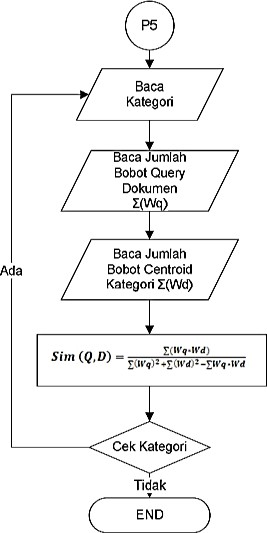 P5
Baca
Kategori
Baca Jumlah
Bobot Query
Dokumen
Σ(Wq)
Baca Jumlah
Bobot Centroid
Kategori Σ(Wd)
Ada
Sim (Q,D) = Σ(Wq*Wd) / Σ(Wq)²+Σ(Wd)²−ΣWq*Wd
Cek Kategori
Tidak
END